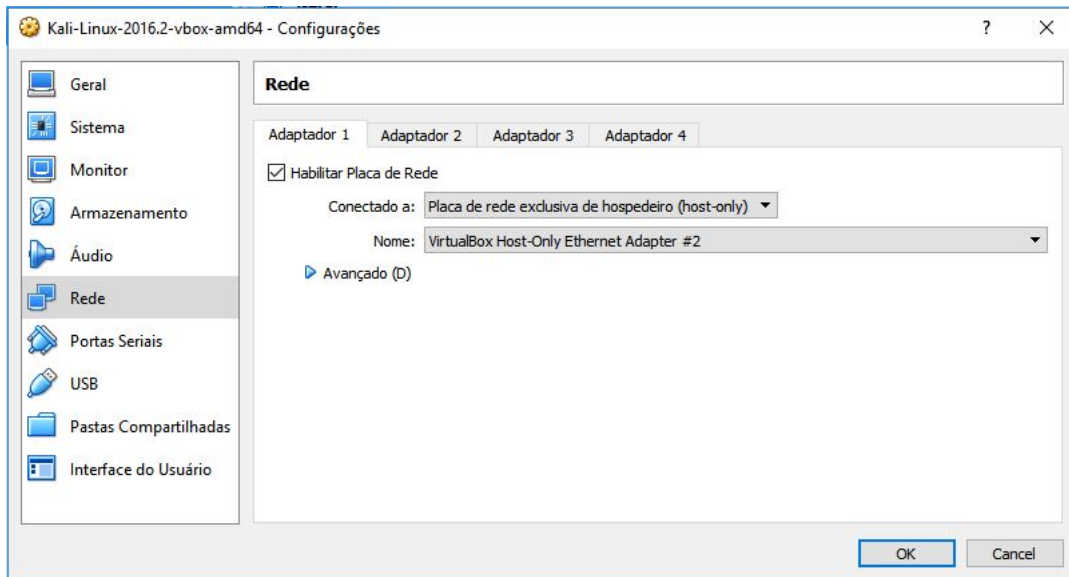 Kali-Linux-2016.2-vbox-amd64 - Configurações
?
Geral
Sistema
Monitor
Armazenamento
Áudio
Rede
Portas Seriais
USB
Pastas Compartilhadas
Interface do Usuário
Rede
Adaptador 1 Adaptador 2 Adaptador 3 Adaptador 4
Habilitar Placa de Rede
Conectado a: Placa de rede exclusiva de hospedeiro (host-only)
Nome: VirtualBox Host-Only Ethernet Adapter #2
Avançado (D)
OK Cancel